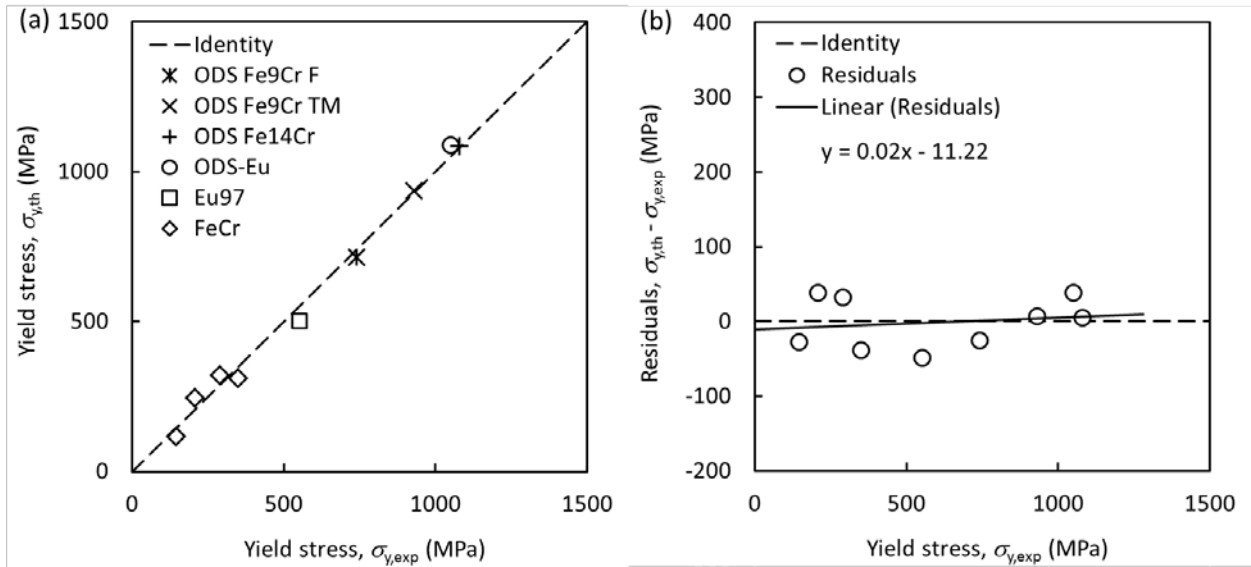 (a)
1500
1000
500
0
Yield stress, σy,th (MPa)
Identity
ODS Fe9Cr F
ODS Fe9Cr TM
ODS Fe14Cr
ODS-Eu
Eu97
FeCr
0 500 1000 1500
Yield stress, σy,exp (MPa)
(b)
400
300
200
100
0
-100
-200
Residuals, σy,th - σy,exp (MPa)
Identity
Residuals
Linear (Residuals)
y = 0.02x - 11.22
0 500 1000 1500
Yield stress, σy,exp (MPa)